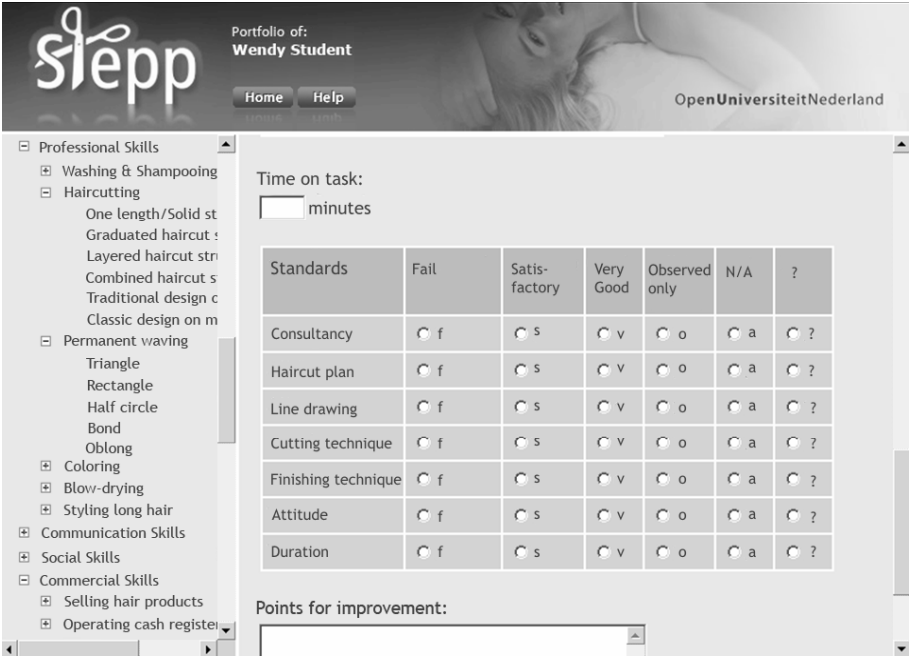 stepp
Portfolio of:
Wendy Student
Home Help
OpenUniversiteitNederland
Professional Skills
Washing & Shampooing
Haircutting
One length/Solid st
Graduated haircut s
Layered haircut stru
Combined haircut s
Traditional design o
Classic design on m
Permanent waving
Triangle
Rectangle
Half circle
Bond
Oblong
Coloring
Blow-drying
Styling long hair
Communication Skills
Social Skills
Commercial Skills
Selling hair products
Operating cash register
Time on task:
minutes
Standards Fail Satis- Very Observed N/A ?
factory Good only
Consultancy f s v o a ?
Haircut plan f s v o a ?
Line drawing f s v o a ?
Cutting technique f s v o a ?
Finishing technique f s v o a ?
Attitude f s v o a ?
Duration f s v o a ?
Points for improvement: